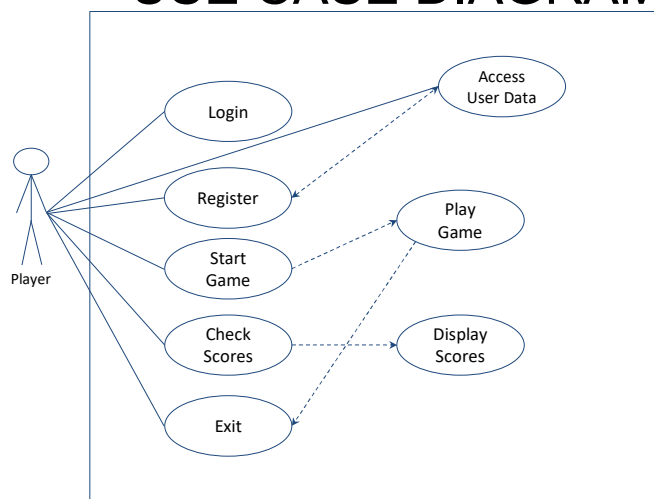 USE CASE DIAGRAM
Access
User Data
Login
Register
Play
Game
Start
Game
Player
Check
Scores
Display
Scores
Exit